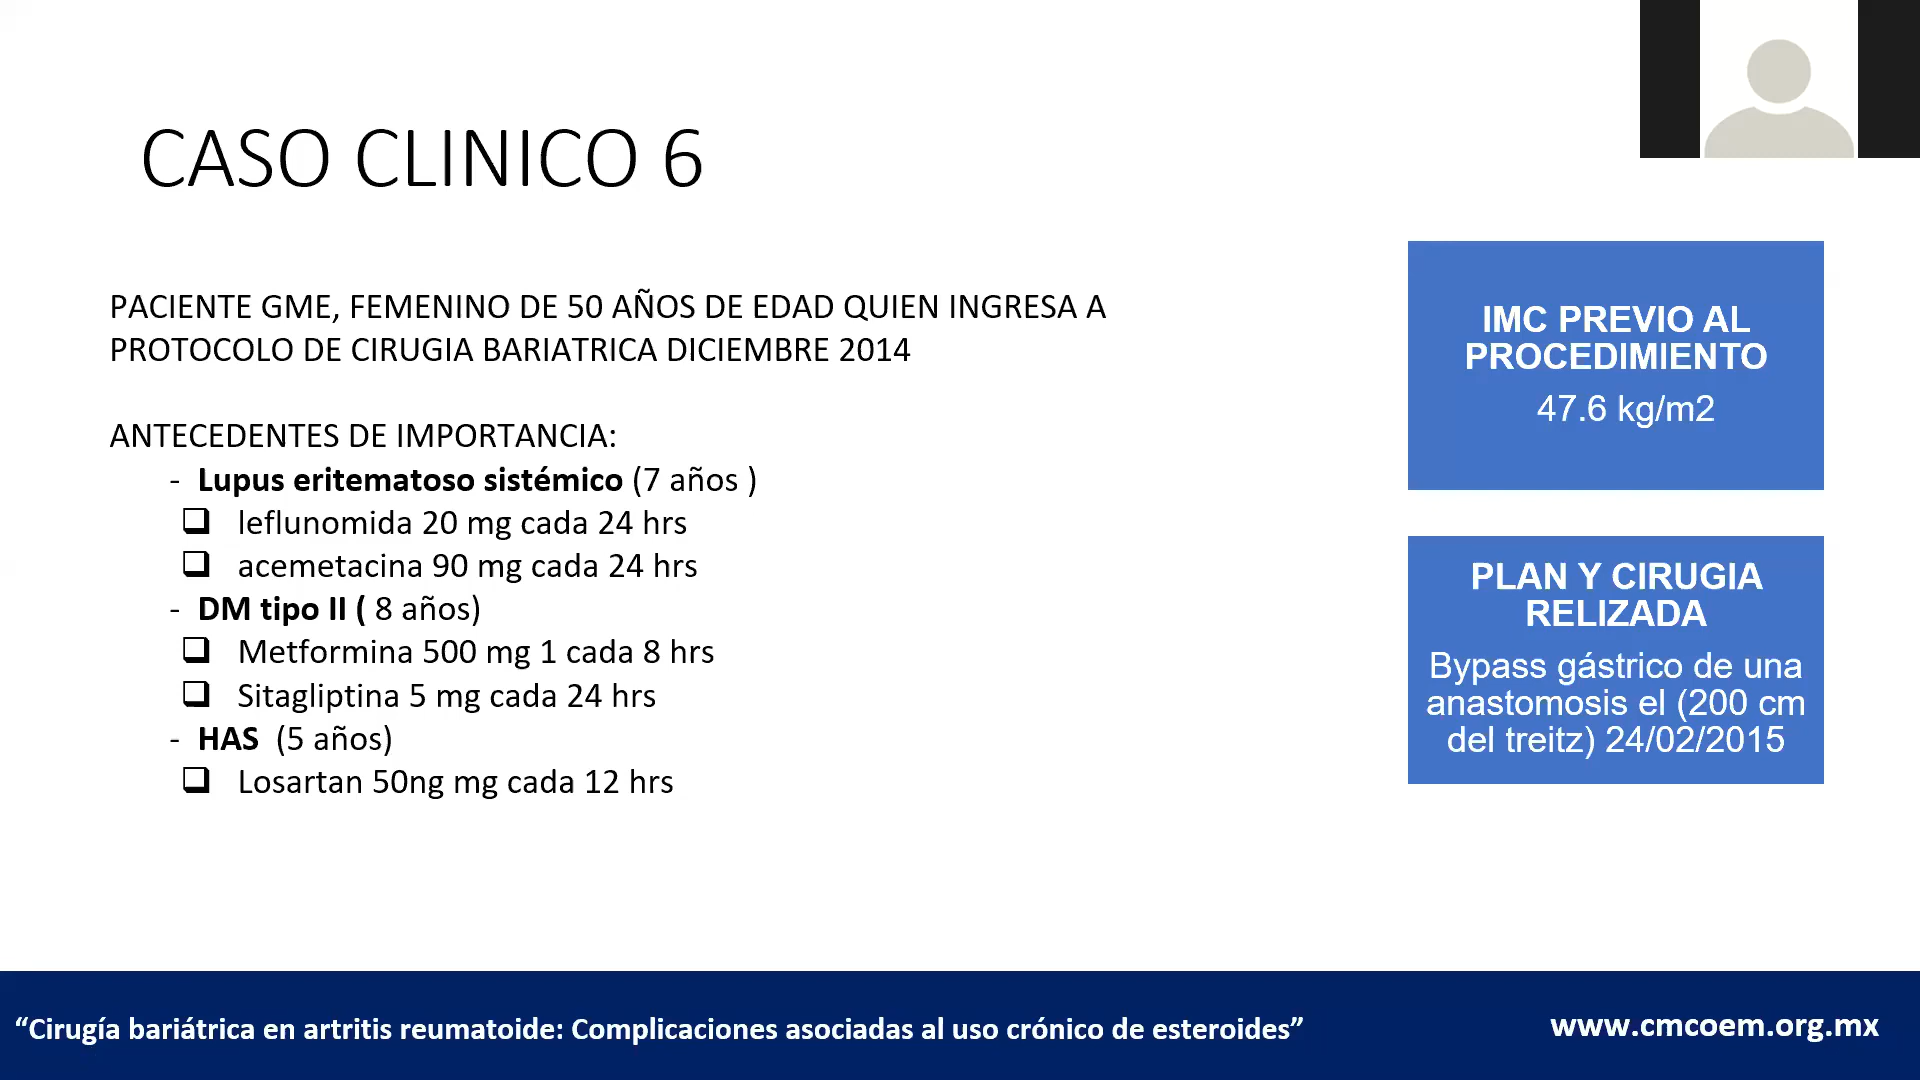 CASO CLINICO 6
PACIENTE GME, FEMENINO DE 50 AÑOS DE EDAD QUIEN INGRESA A
PROTOCOLO DE CIRUGIA BARIATRICA DICIEMBRE 2014
ANTECEDENTES DE IMPORTANCIA:
- Lupus eritematoso sistémico (7 años )
❑ leflunomida 20 mg cada 24 hrs
❑ acemetacina 90 mg cada 24 hrs
- DM tipo II ( 8 años)
❑ Metformina 500 mg 1 cada 8 hrs
❑ Sitagliptina 5 mg cada 24 hrs
- HAS (5 años)
❑ Losartan 50ng mg cada 12 hrs
IMC PREVIO AL
PROCEDIMIENTO
47.6 kg/m2
PLAN Y CIRUGIA
RELIZADA
Bypass gástrico de una
anastomosis el (200 cm
del treitz) 24/02/2015
“Cirugía bariátrica en artritis reumatoide: Complicaciones asociadas al uso crónico de esteroides”
www.cmcoem.org.mx